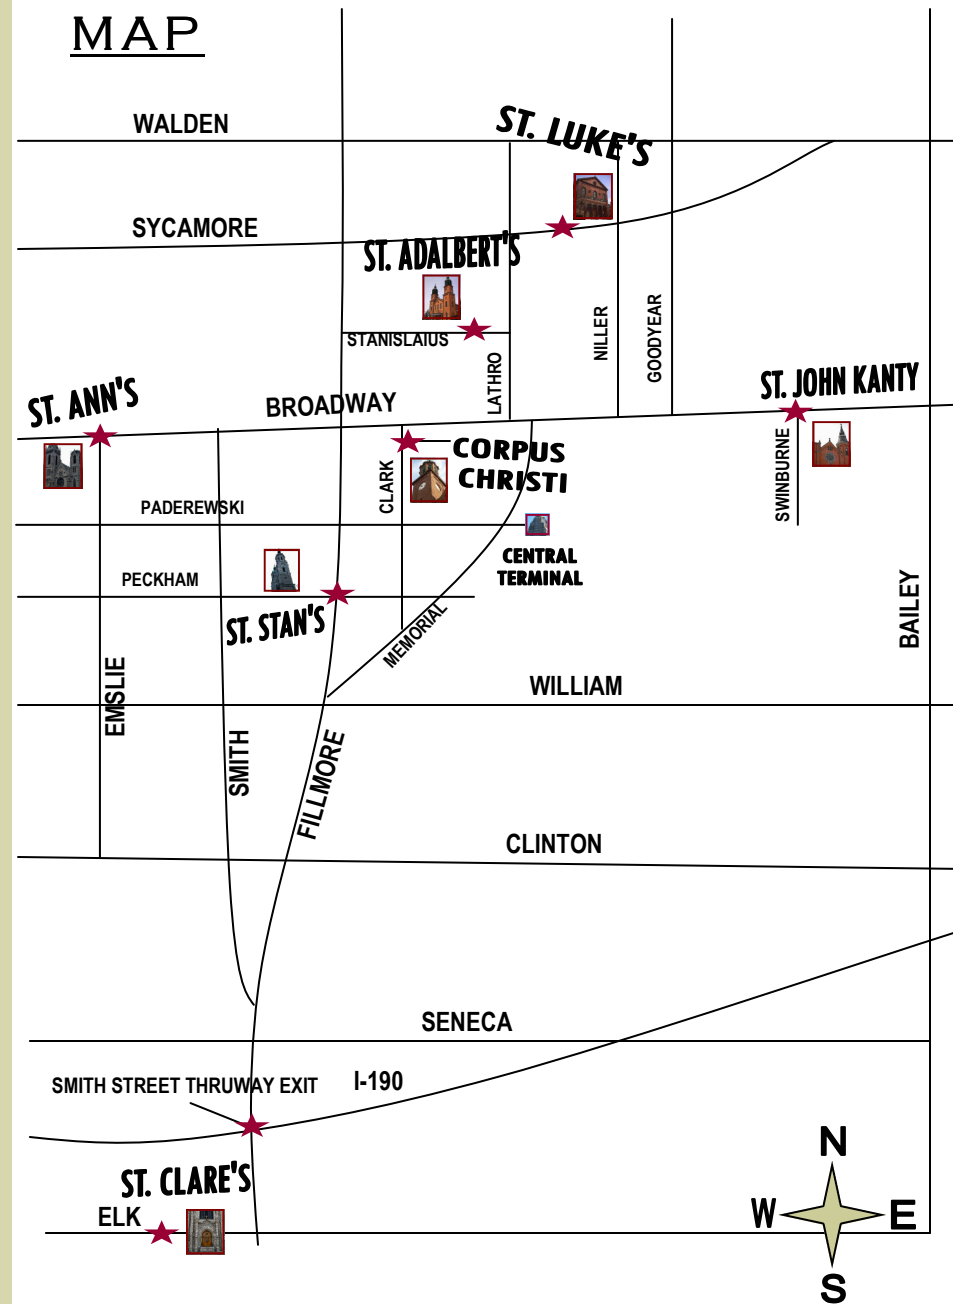 MAP
WALDEN
ST. LUKE'S
SYCAMORE
ST. ADALBERT'S
STANISLAIUS
LATHRO
NILLER
GOODYEAR
ST. ANN'S
BROADWAY
ST. JOHN KANTY
CORPUS
CHRISTI
CLARK
SWINBURNE
PADEREWSKI
CENTRAL
TERMINAL
PECKHAM
ST. STAN'S
MEMORIAL
BAILEY
EMSLIE
WILLIAM
SMITH
FILLMORE
CLINTON
SENECA
SMITH STREET THRUWAY EXIT
I-190
ST. CLARE'S
ELK
N
W
E
S